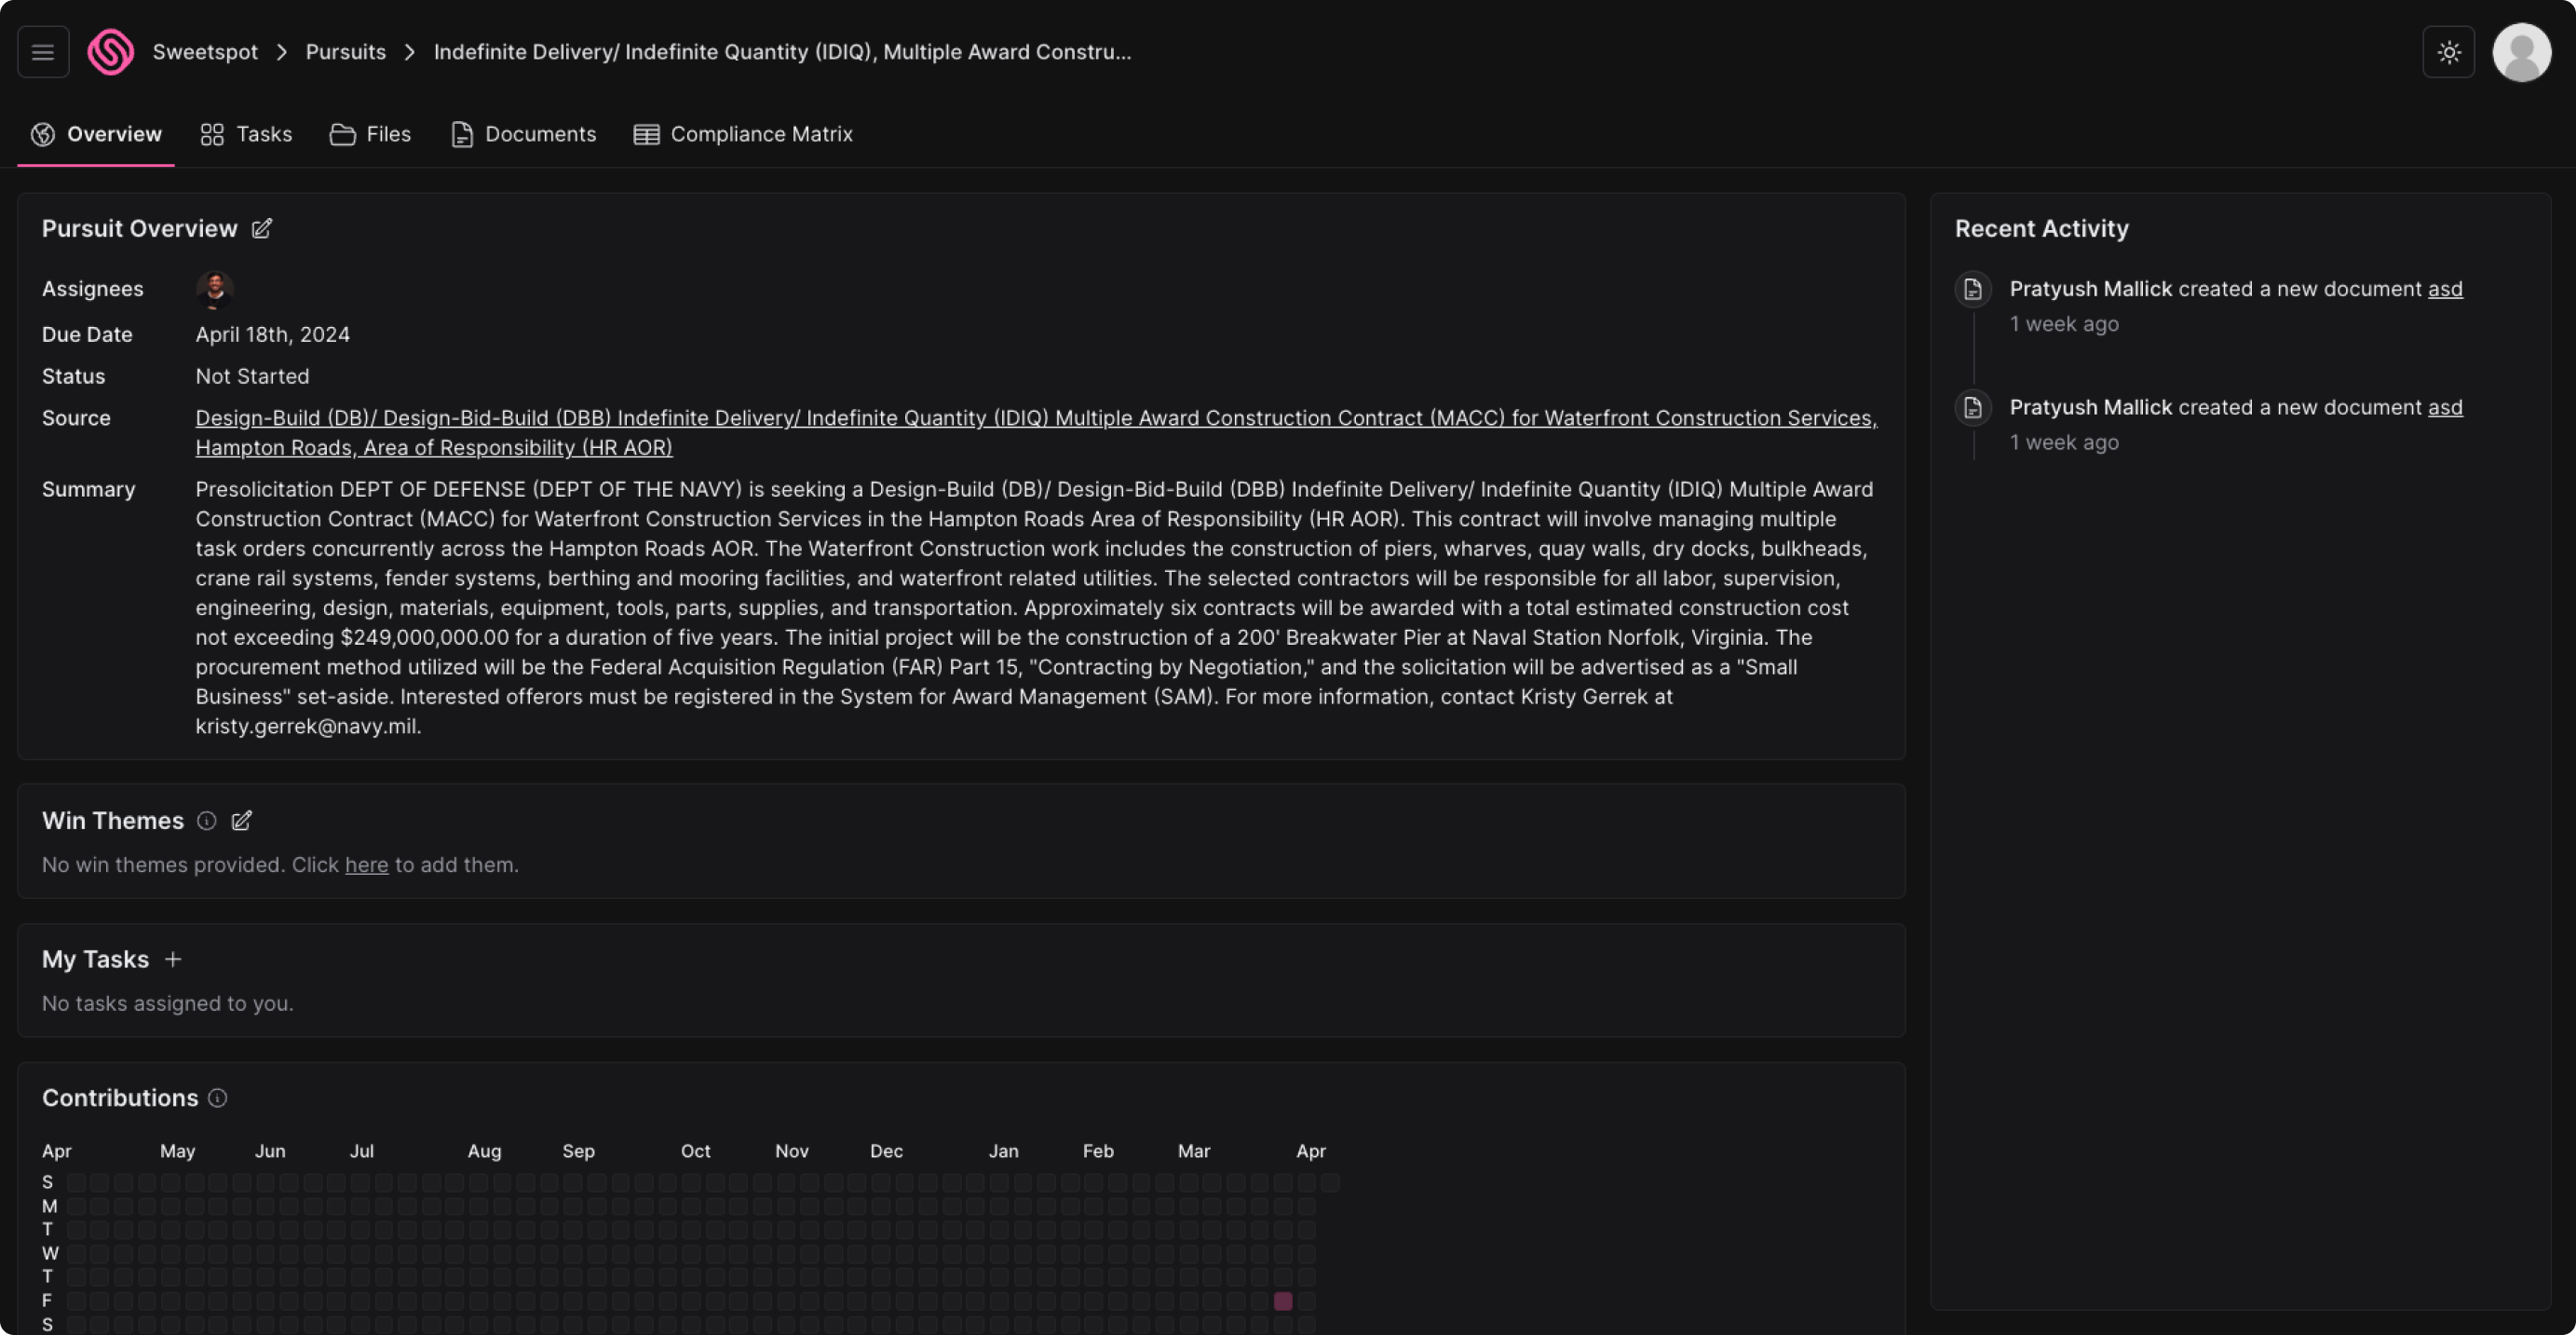 Sweetspot > Pursuits > Indefinite Delivery/ Indefinite Quantity (IDIQ), Multiple Award Constru...
Overview Tasks Files Documents Compliance Matrix
Pursuit Overview
Assignees
Due Date April 18th, 2024
Status Not Started
Source Design-Build (DB)/ Design-Bid-Build (DBB) Indefinite Delivery/ Indefinite Quantity (IDIQ) Multiple Award Construction Contract (MACC) for Waterfront Construction Services,
Hampton Roads, Area of Responsibility (HR AOR)
Summary Presolicitation DEPT OF DEFENSE (DEPT OF THE NAVY) is seeking a Design-Build (DB)/ Design-Bid-Build (DBB) Indefinite Delivery/ Indefinite Quantity (IDIQ) Multiple Award
Construction Contract (MACC) for Waterfront Construction Services in the Hampton Roads Area of Responsibility (HR AOR). This contract will involve managing multiple
task orders concurrently across the Hampton Roads AOR. The Waterfront Construction work includes the construction of piers, wharves, quay walls, dry docks, bulkheads,
crane rail systems, fender systems, berthing and mooring facilities, and waterfront related utilities. The selected contractors will be responsible for all labor, supervision,
engineering, design, materials, equipment, tools, parts, supplies, and transportation. Approximately six contracts will be awarded with a total estimated construction cost
not exceeding $249,000,000.00 for a duration of five years. The initial project will be the construction of a 200' Breakwater Pier at Naval Station Norfolk, Virginia. The
procurement method utilized will be the Federal Acquisition Regulation (FAR) Part 15, "Contracting by Negotiation," and the solicitation will be advertised as a "Small
Business" set-aside. Interested offerors must be registered in the System for Award Management (SAM). For more information, contact Kristy Gerrek at
kristy.gerrek@navy.mil.
Win Themes
No win themes provided. Click here to add them.
My Tasks +
No tasks assigned to you.
Contributions
Apr May Jun Jul Aug Sep Oct Nov Dec Jan Feb Mar Apr
S
M
T
W
T
F
S
Recent Activity
Pratyush Mallick created a new document asd
1 week ago
Pratyush Mallick created a new document asd
1 week ago